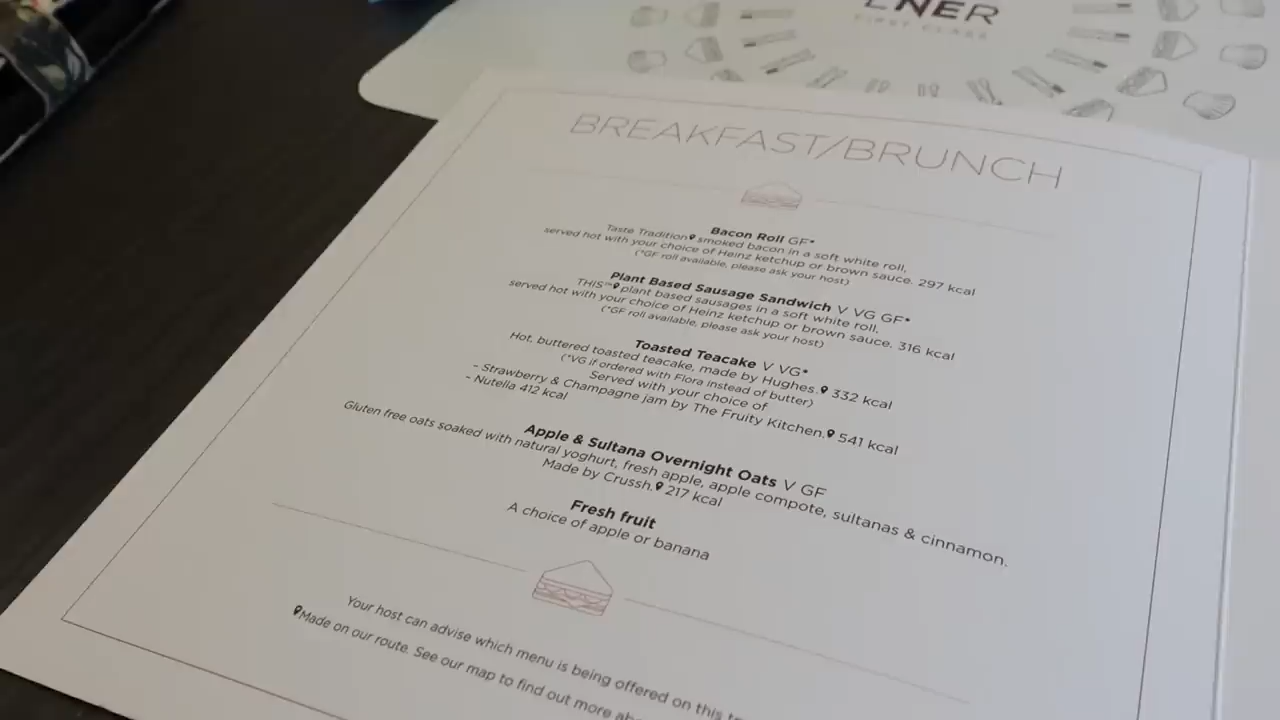 LNER
FIRST CLASS
BREAKFAST/BRUNCH
Bacon Roll GF*
Taste Tradition smoked bacon in a soft white roll,
served hot with your choice of Heinz ketchup or brown sauce. 297 kcal
(*GF roll available, please ask your host)
Plant Based Sausage Sandwich V VG GF*
THIS™ plant based sausages in a soft white roll,
served hot with your choice of Heinz ketchup or brown sauce. 316 kcal
(*GF roll available, please ask your host)
Toasted Teacake V VG*
Hot, buttered toasted teacake, made by Hughes. 332 kcal
(*VG if ordered with Flora instead of butter)
Served with your choice of
- Strawberry & Champagne jam by The Fruity Kitchen. 541 kcal
- Nutella 412 kcal
Apple & Sultana Overnight Oats V GF
Gluten free oats soaked with natural yoghurt, fresh apple, apple compote, sultanas & cinnamon.
Made by Crussh. 217 kcal
Fresh fruit
A choice of apple or banana
Your host can advise which menu is being offered on this
Made on our route. See our map to find out more